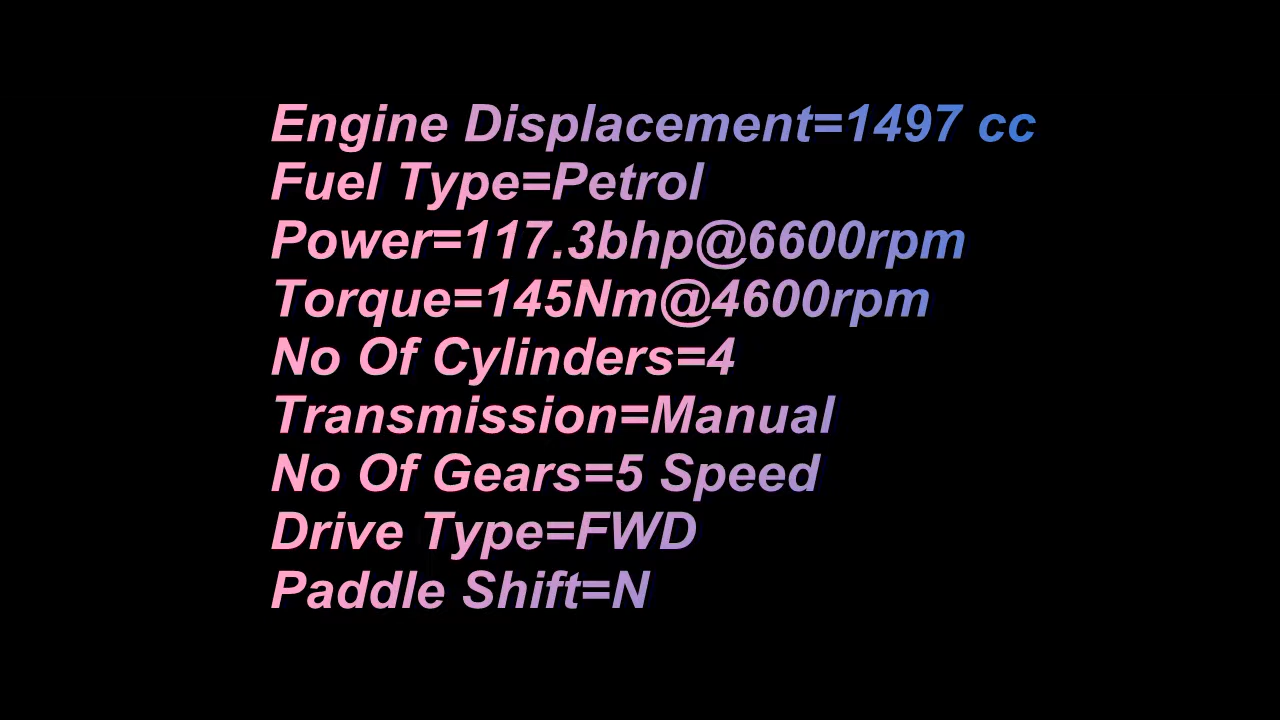 Engine Displacement=1497 cc
Fuel Type=Petrol
Power=117.3bhp@6600rpm
Torque=145Nm@4600rpm
No Of Cylinders=4
Transmission=Manual
No Of Gears=5 Speed
Drive Type=FWD
Paddle Shift=N